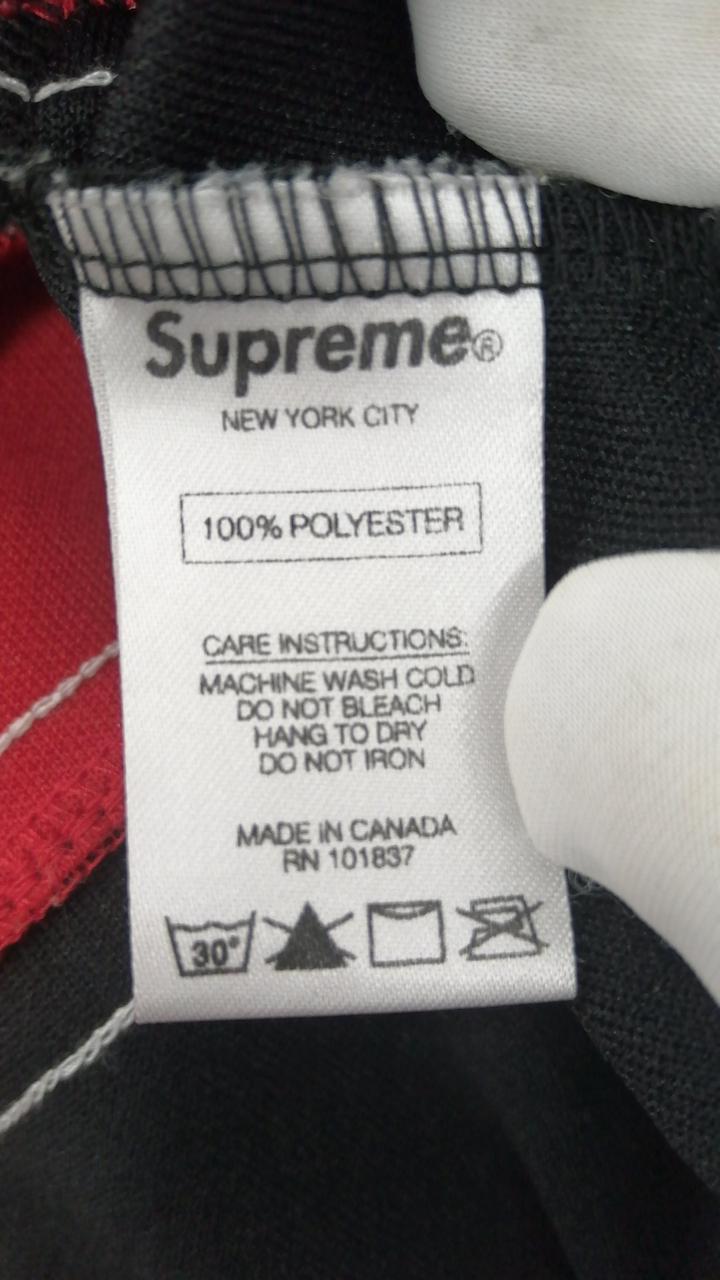 Supreme®
NEW YORK CITY
100% POLYESTER
CARE INSTRUCTIONS:
MACHINE WASH COLD
DO NOT BLEACH
HANG TO DRY
DO NOT IRON
MADE IN CANADA
RN 101837
30°